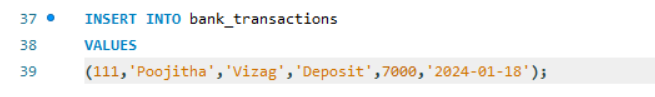 37 INSERT INTO bank_transactions
38 VALUES
39 (111,'Poojitha','Vizag','Deposit',7000,'2024-01-18');